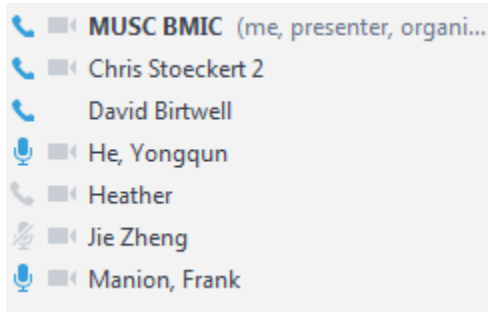 MUSC BMIC (me, presenter, organi...
Chris Stoeckert 2
David Birtwell
He, Yongqun
Heather
Jie Zheng
Manion, Frank